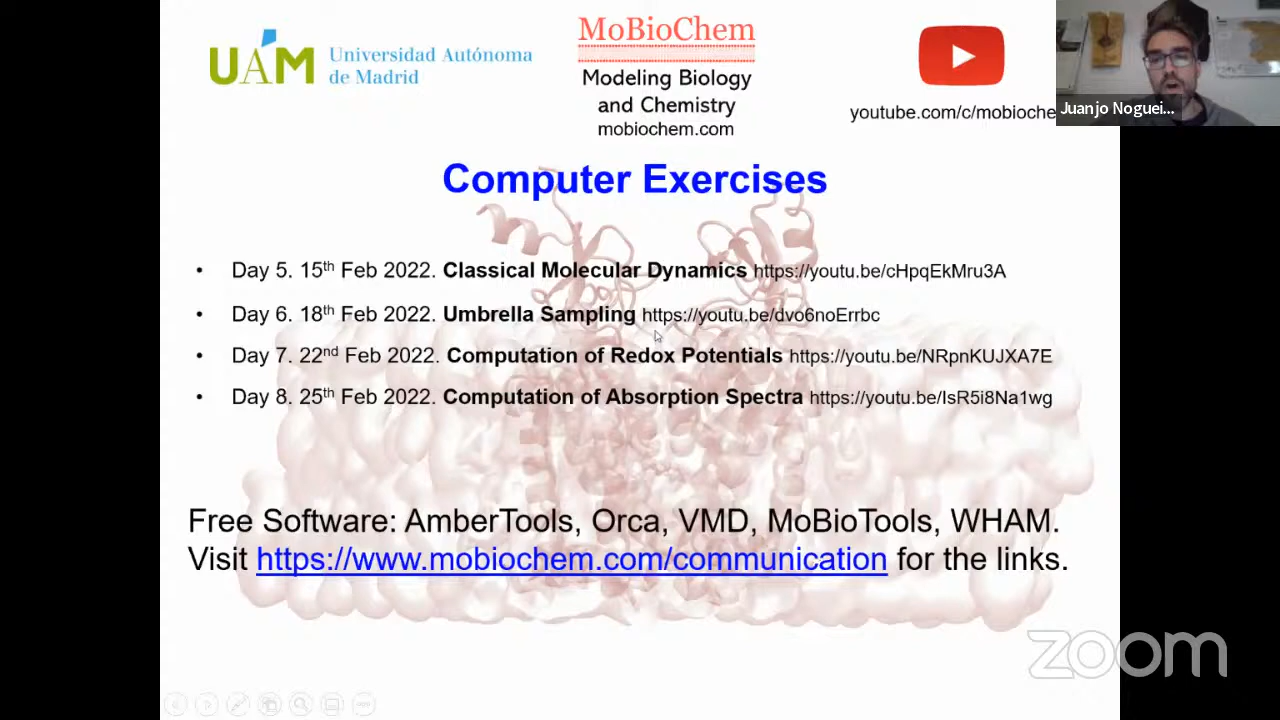 UAM Universidad Autónoma
de Madrid
MoBioChem
Modeling Biology
and Chemistry
mobiochem.com
youtube.com/c/mobioche
Juanjo Noguei...
Computer Exercises
• Day 5. 15th Feb 2022. Classical Molecular Dynamics https://youtu.be/cHpqEkMru3A
• Day 6. 18th Feb 2022. Umbrella Sampling https://youtu.be/dvo6noErrbc
• Day 7. 22nd Feb 2022. Computation of Redox Potentials https://youtu.be/NRpnKUJXA7E
• Day 8. 25th Feb 2022. Computation of Absorption Spectra https://youtu.be/IsR5i8Na1wg
Free Software: AmberTools, Orca, VMD, MoBioTools, WHAM.
Visit https://www.mobiochem.com/communication for the links.
zoom